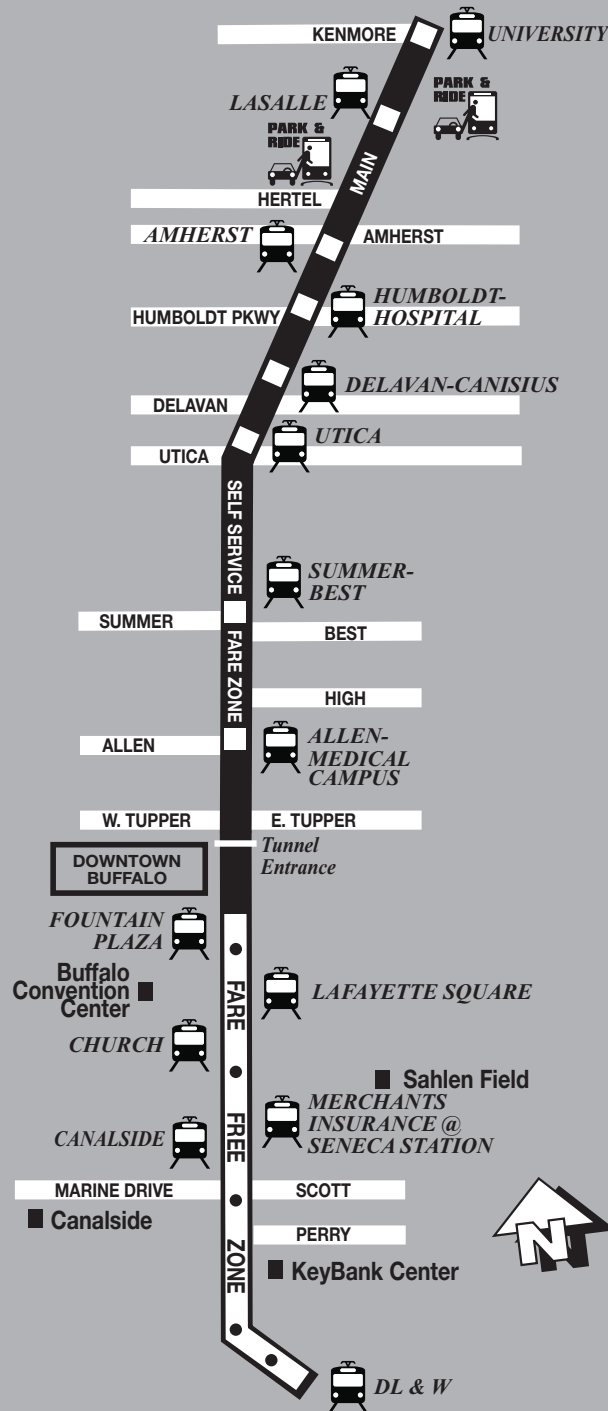 KENMORE
UNIVERSITY
LASALLE
PARK &
RIDE
PARK &
RIDE
MAIN
HERTEL
AMHERST
AMHERST
HUMBOLDT PKWY
HUMBOLDT-
HOSPITAL
DELAVAN-CANISIUS
DELAVAN
UTICA
UTICA
SELF SERVICE
FARE ZONE
SUMMER-
BEST
SUMMER
BEST
HIGH
ALLEN
ALLEN-
MEDICAL
CAMPUS
W. TUPPER
E. TUPPER
Tunnel
Entrance
DOWNTOWN
BUFFALO
FOUNTAIN
PLAZA
Buffalo
Convention
Center
FARE
FREE
ZONE
LAFAYETTE SQUARE
CHURCH
Sahlen Field
MERCHANTS
INSURANCE @
SENECA STATION
CANALSIDE
MARINE DRIVE
SCOTT
Canalside
PERRY
N
KeyBank Center
DL & W